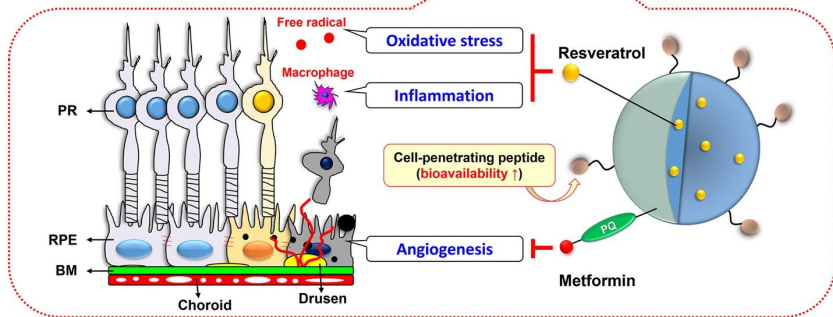 Free radical
Oxidative stress
Resveratrol
Macrophage
Inflammation
PR
Cell-penetrating peptide
(bioavailability ↑)
PQ
RPE
Angiogenesis
BM
Metformin
Choroid
Drusen